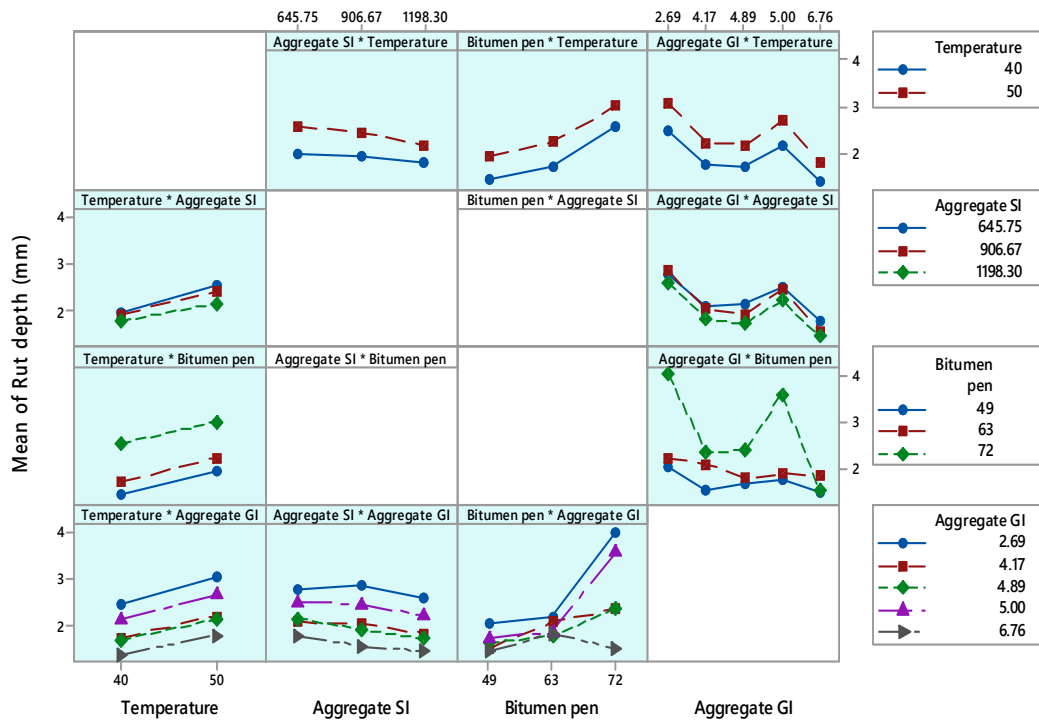 645.75 906.67 1198.30 2.69 4.17 4.89 5.00 6.76
Aggregate SI * Temperature Bitumen pen * Temperature Aggregate GI * Temperature
4
3
2
Temperature
40
50
Temperature * Aggregate SI Bitumen pen * Aggregate SI Aggregate GI * Aggregate SI
4
3
2
Aggregate SI
645.75
906.67
1198.30
Mean of Rut depth (mm)
Temperature * Bitumen pen Aggregate SI * Bitumen pen Aggregate GI * Bitumen pen
4
3
2
Bitumen
pen
49
63
72
Temperature * Aggregate GI Aggregate SI * Aggregate GI Bitumen pen * Aggregate GI
4
3
2
Aggregate GI
2.69
4.17
4.89
5.00
6.76
40 50 49 63 72
Temperature Aggregate SI Bitumen pen Aggregate GI